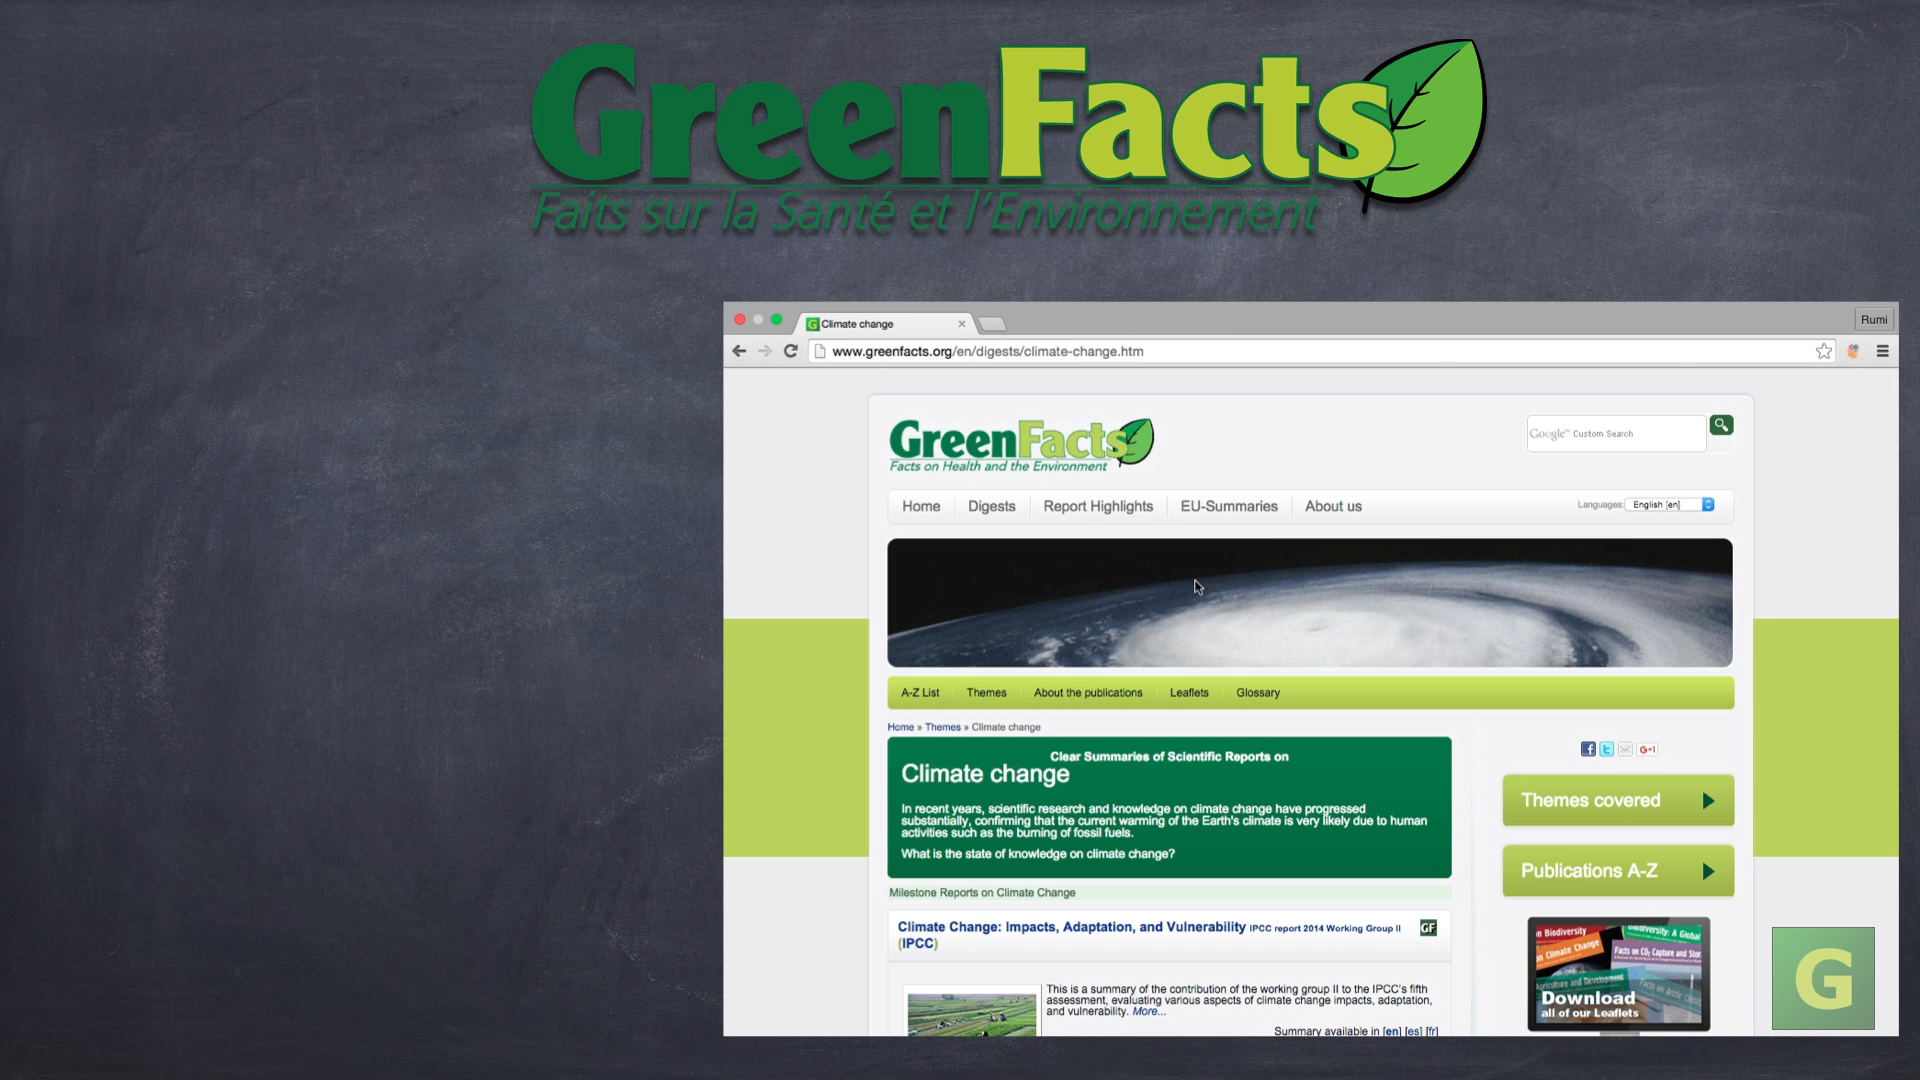 GreenFacts
Faits sur la Santé et l'Environnement
Climate change
Rumi
www.greenfacts.org/en/digests/climate-change.htm
GreenFacts
Facts on Health and the Environment
Google™ Custom Search
Home Digests Report Highlights EU-Summaries About us
Languages: English [en]
A-Z List Themes About the publications Leaflets Glossary
Home » Themes » Climate change
Clear Summaries of Scientific Reports on
Climate change
In recent years, scientific research and knowledge on climate change have progressed
substantially, confirming that the current warming of the Earth's climate is very likely due to human
activities such as the burning of fossil fuels.
What is the state of knowledge on climate change?
G+1
Themes covered
Publications A-Z
Milestone Reports on Climate Change
Climate Change: Impacts, Adaptation, and Vulnerability IPCC report 2014 Working Group II
(IPCC)
GF
This is a summary of the contribution of the working group II to the IPCC's fifth
assessment, evaluating various aspects of climate change impacts, adaptation,
and vulnerability. More...
Summary available in [en] [es] [fr]
on Biodiversity
Biodiversity: A Global
on Climate Change
Facts on CO2 Capture and Stor
Agriculture and Development
Facts on Arctic
Download
all of our Leaflets
G